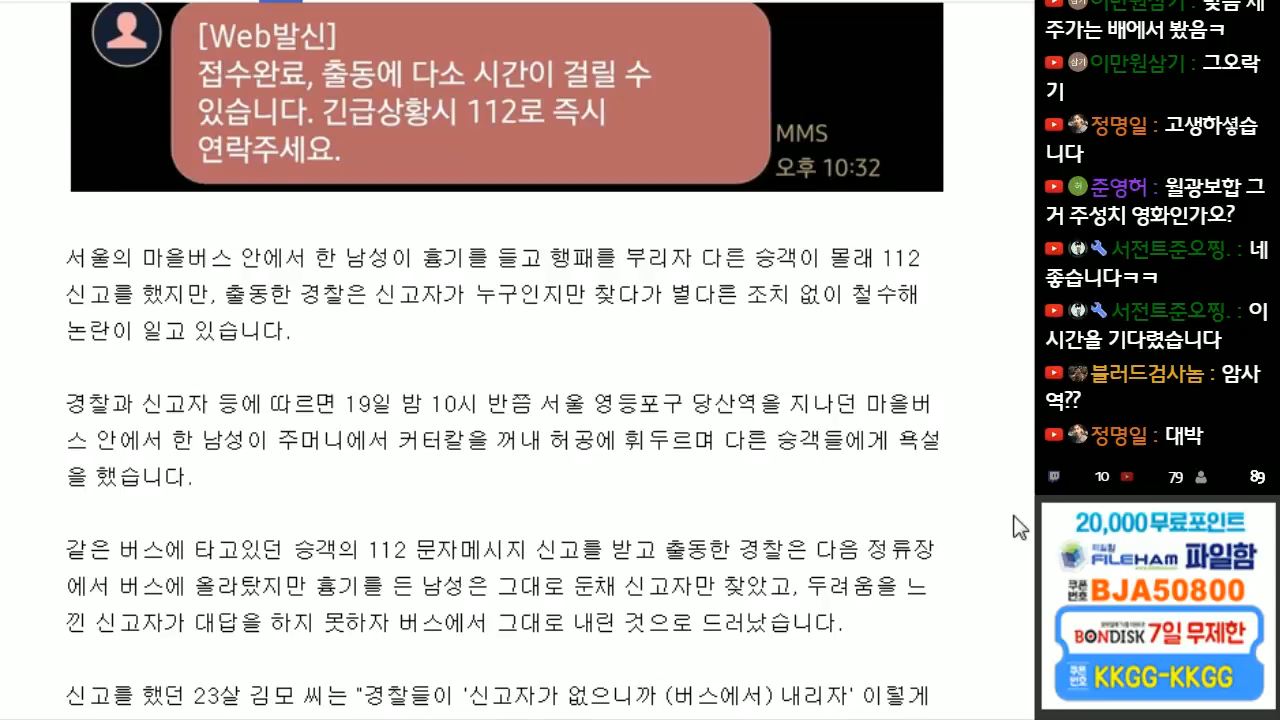 [Web발신]
접수완료, 출동에 다소 시간이 걸릴 수
있습니다. 긴급상황시 112로 즉시
연락주세요.
MMS
오후 10:32
서울의 마을버스 안에서 한 남성이 흉기를 들고 행패를 부리자 다른 승객이 몰래 112
신고를 했지만, 출동한 경찰은 신고자가 누구인지만 찾다가 별다른 조치 없이 철수해
논란이 일고 있습니다.
경찰과 신고자 등에 따르면 19일 밤 10시 반쯤 서울 영등포구 당산역을 지나던 마을버
스 안에서 한 남성이 주머니에서 커터칼을 꺼내 허공에 휘두르며 다른 승객들에게 욕설
을 했습니다.
같은 버스에 타고있던 승객의 112 문자메시지 신고를 받고 출동한 경찰은 다음 정류장
에서 버스에 올라탔지만 흉기를 든 남성은 그대로 둔채 신고자만 찾았고, 두려움을 느
낀 신고자가 대답을 하지 못하자 버스에서 그대로 내린 것으로 드러났습니다.
신고를 했던 23살 김모 씨는 "경찰들이 '신고자가 없으니까 (버스에서) 내리자' 이렇게
이만원삼기 :
주가는 배에서 봤음ㅋ
이만원삼기 : 그오락
기
정명일 : 고생하셯습
니다
준영허 : 월광보합 그
거 주성치 영화인가오?
서전트준오찡. : 네
좋습니다ㅋㅋ
서전트준오찡. : 이
시간을 기다렸습니다
블러드검사놈 : 암사
역??
정명일 : 대박
10 79 89
20,000무료포인트
FILEHAM 파일함
쿠폰번호 BJA50800
BONDISK 7일 무제한
쿠폰번호 KKGG-KKGG